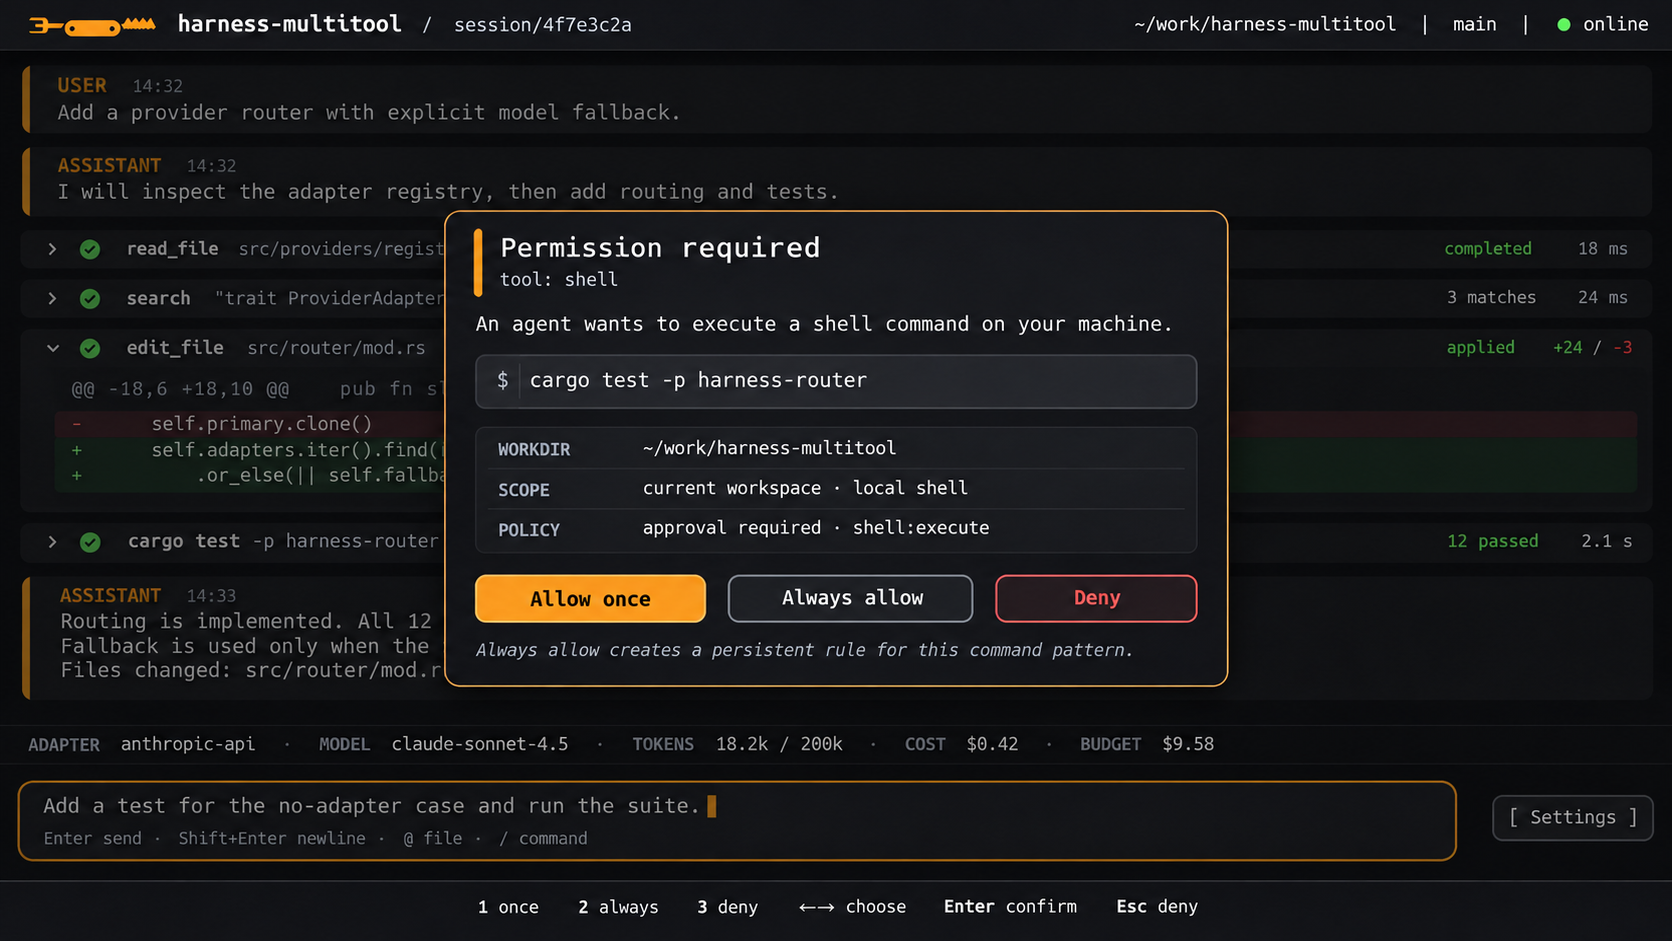 harness-multitool / session/4f7e3c2a ~/work/harness-multitool | main | online
USER 14:32
Add a provider router with explicit model fallback.
ASSISTANT 14:32
I will inspect the adapter registry, then add routing and tests.
read_file src/providers/regist completed 18 ms
search "trait ProviderAdapter 3 matches 24 ms
edit_file src/router/mod.rs applied +24 / -3
@@ -18,6 +18,10 @@ pub fn
- self.primary.clone()
+ self.adapters.iter().find(
+ .or_else(|| self.fallba
cargo test -p harness-router 12 passed 2.1 s
ASSISTANT 14:33
Routing is implemented. All 12
Fallback is used only when the
Files changed: src/router/mod.r
Permission required
tool: shell
An agent wants to execute a shell command on your machine.
$ cargo test -p harness-router
WORKDIR ~/work/harness-multitool
SCOPE current workspace · local shell
POLICY approval required · shell:execute
Allow once Always allow Deny
Always allow creates a persistent rule for this command pattern.
ADAPTER anthropic-api · MODEL claude-sonnet-4.5 · TOKENS 18.2k / 200k · COST $0.42 · BUDGET $9.58
Add a test for the no-adapter case and run the suite.
Enter send · Shift+Enter newline · @ file · / command
[ Settings ]
1 once 2 always 3 deny ←→ choose Enter confirm Esc deny